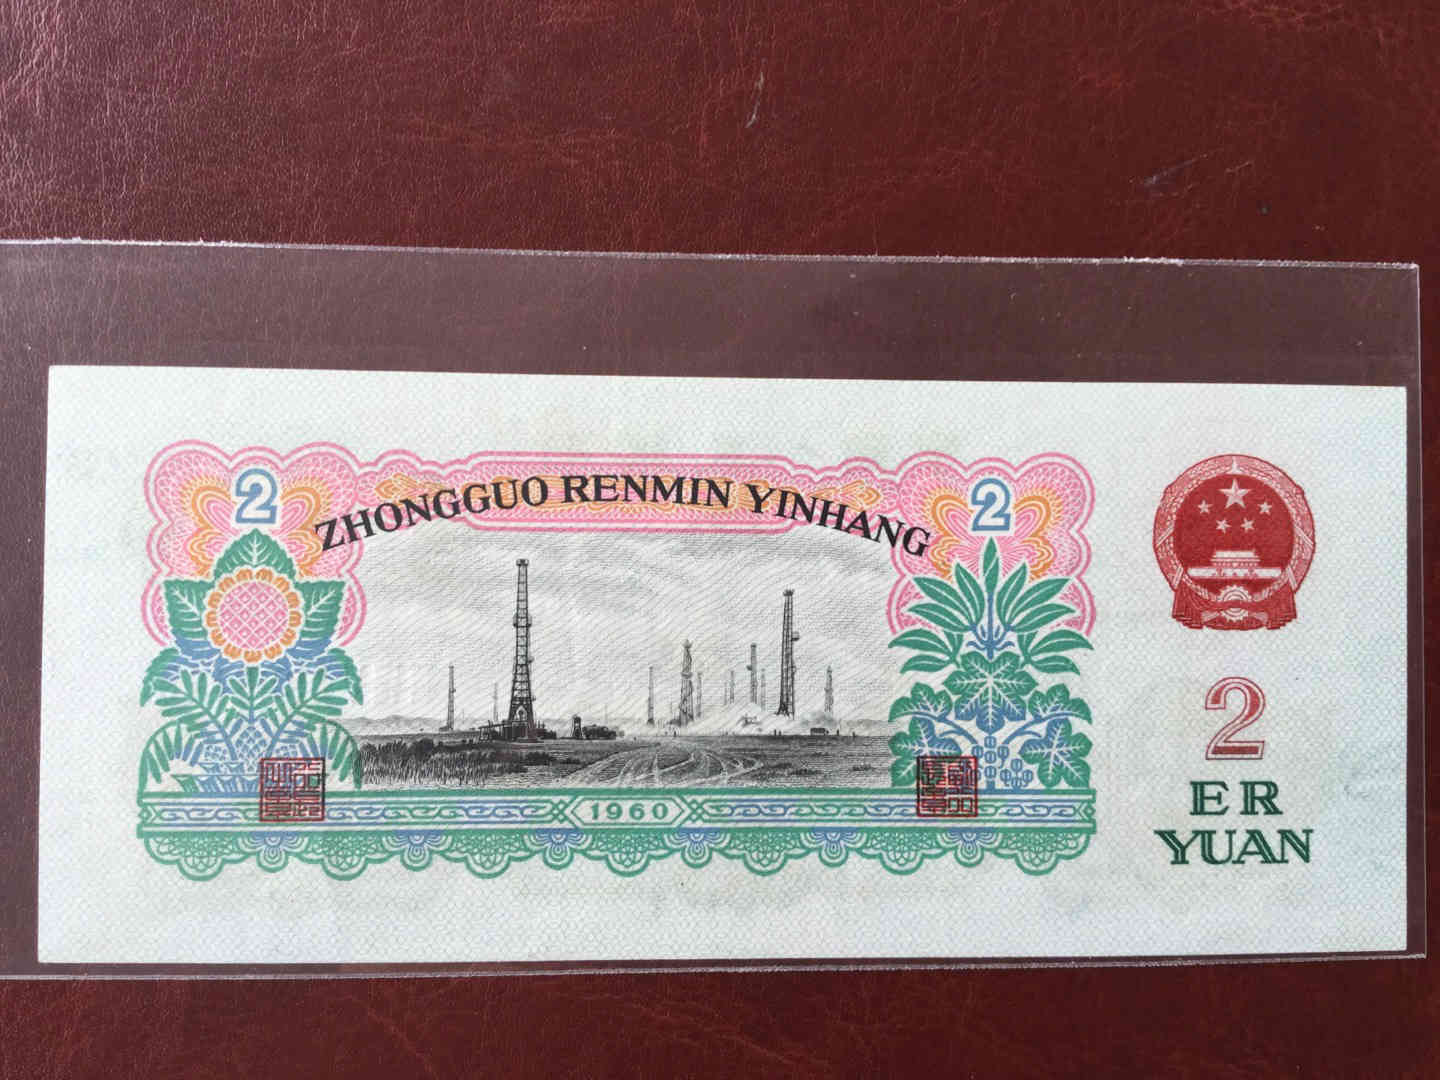 2
2
ZHONGGUO RENMIN YINHANG
1960
2
ER
YUAN